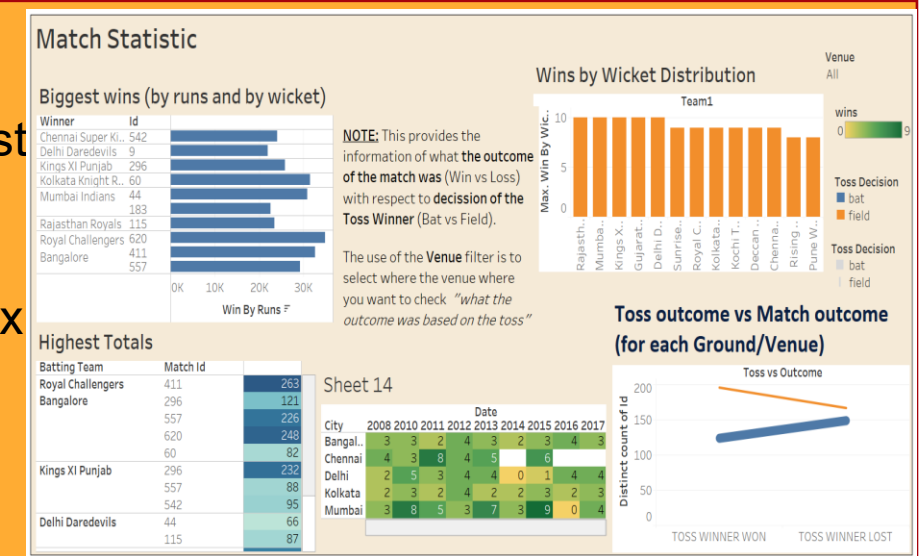 st
x
Match Statistic
Biggest wins (by runs and by wicket)
Winner Id
Chennai Super Ki.. 542
Delhi Daredevils 9
Kings XI Punjab 296
Kolkata Knight R.. 60
Mumbai Indians 44
183
Rajasthan Royals 115
Royal Challengers 620
Bangalore 411
557
0K 10K 20K 30K
Win By Runs
NOTE: This provides the
information of what the outcome
of the match was (Win vs Loss)
with respect to decission of the
Toss Winner (Bat vs Field).
The use of the Venue filter is to
select where the venue where
you want to check "what the
outcome was based on the toss"
Wins by Wicket Distribution
Team1
Max. Win By Wic..
10
5
0
Rajasth..
Mumba..
Kings X..
Gujarat..
Delhi D..
Sunrise..
Royal C..
Kolkata..
Kochi T..
Deccan ..
Chenna..
Rising ..
Pune W..
Venue
All
wins
0 9
Toss Decision
bat
field
Toss Decision
bat
field
Highest Totals
Batting Team Match Id
Royal Challengers 411 263
Bangalore 296 121
557 226
620 248
60 82
Kings XI Punjab 296 232
557 88
542 95
Delhi Daredevils 44 66
115 87
Sheet 14
Date
City 2008 2010 2011 2012 2013 2014 2015 2016 2017
Bangal.. 3 3 2 4 3 2 3 4 3
Chennai 4 3 8 4 5 6
Delhi 2 5 3 4 4 0 1 4 4
Kolkata 2 3 2 4 2 2 3 2 3
Mumbai 3 8 5 3 7 3 9 0 4
Toss outcome vs Match outcome
(for each Ground/Venue)
Toss vs Outcome
Distinct count of Id
200
150
100
50
0
TOSS WINNER WON TOSS WINNER LOST